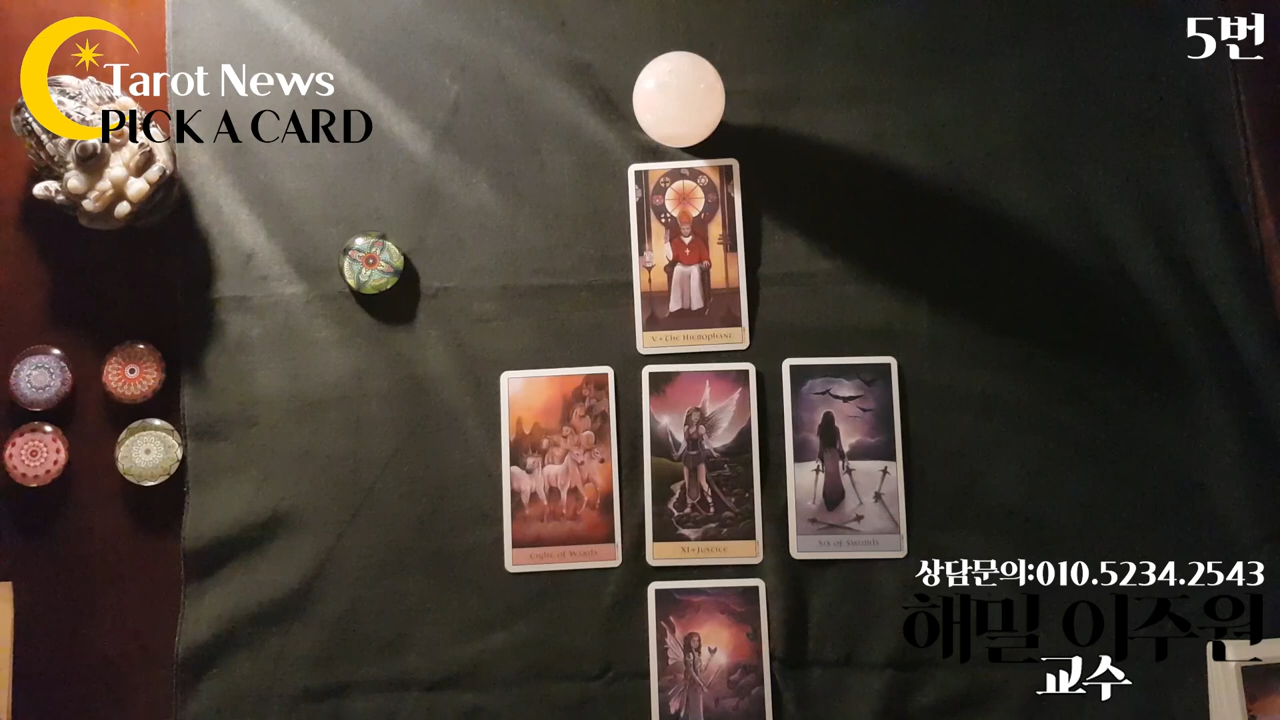 Tarot News
PICK A CARD
5번
V • The Hierophant
Eight of Wands
XI • Justice
Six of Swords
상담문의:010.5234.2543
해밀 이주원
교수